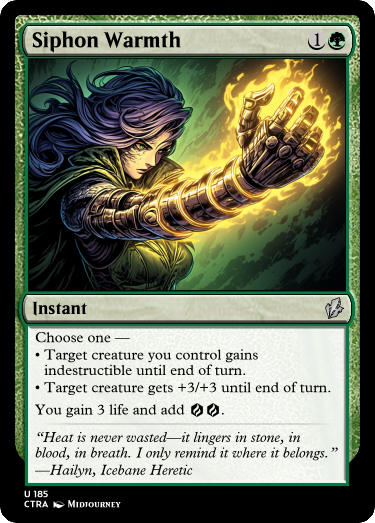 Siphon Warmth 1
Instant
Choose one —
• Target creature you control gains
indestructible until end of turn.
• Target creature gets +3/+3 until end of turn.
You gain 3 life and add .
“Heat is never wasted—it lingers in stone, in
blood, in breath. I only remind it where it belongs.”
—Hailyn, Icebane Heretic
U 185
CTRA Midjourney